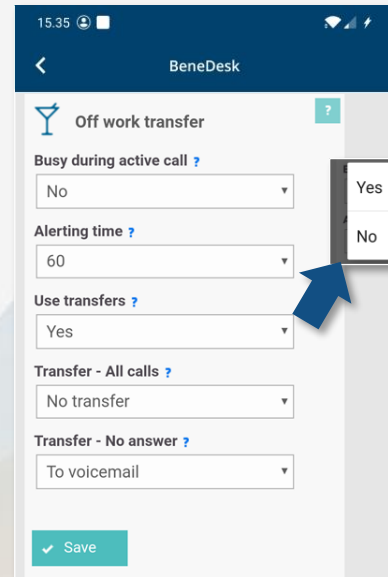 15.35
BeneDesk
Off work transfer
?
Busy during active call ?
No
Yes
No
Alerting time ?
60
Use transfers ?
Yes
Transfer - All calls ?
No transfer
Transfer - No answer ?
To voicemail
Save